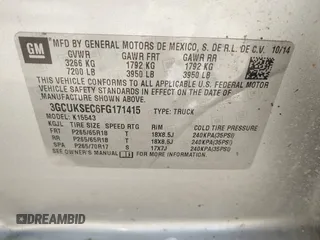 GM
MFD BY GENERAL MOTORS DE MEXICO, S. DE R.L. DE C.V. 10/14
GVWR GAWR FRT GAWR RR
3266 KG 1792 KG 1792 KG
7200 LB 3950 LB 3950 LB
THIS VEHICLE CONFORMS TO ALL APPLICABLE U.S. FEDERAL MOTOR
VEHICLE SAFETY AND THEFT PREVENTION STANDARDS IN EFFECT ON
THE DATE OF MANUFACTURE SHOWN ABOVE.
3GCUKSEC6FG171415 TYPE: TRUCK
MODEL: K15543
KGJL TIRE SIZE SPEED RTG RIM COLD TIRE PRESSURE
FRT P265/65R18 T 18X8.5J 240KPA(35PSI)
RR P265/65R18 T 18X8.5J 240KPA(35PSI)
SPA P265/70R17 S 17X7J 240KPA(35PSI)
SEE OWNER'S MANUAL FOR MORE INFORMATION
DREAMBID